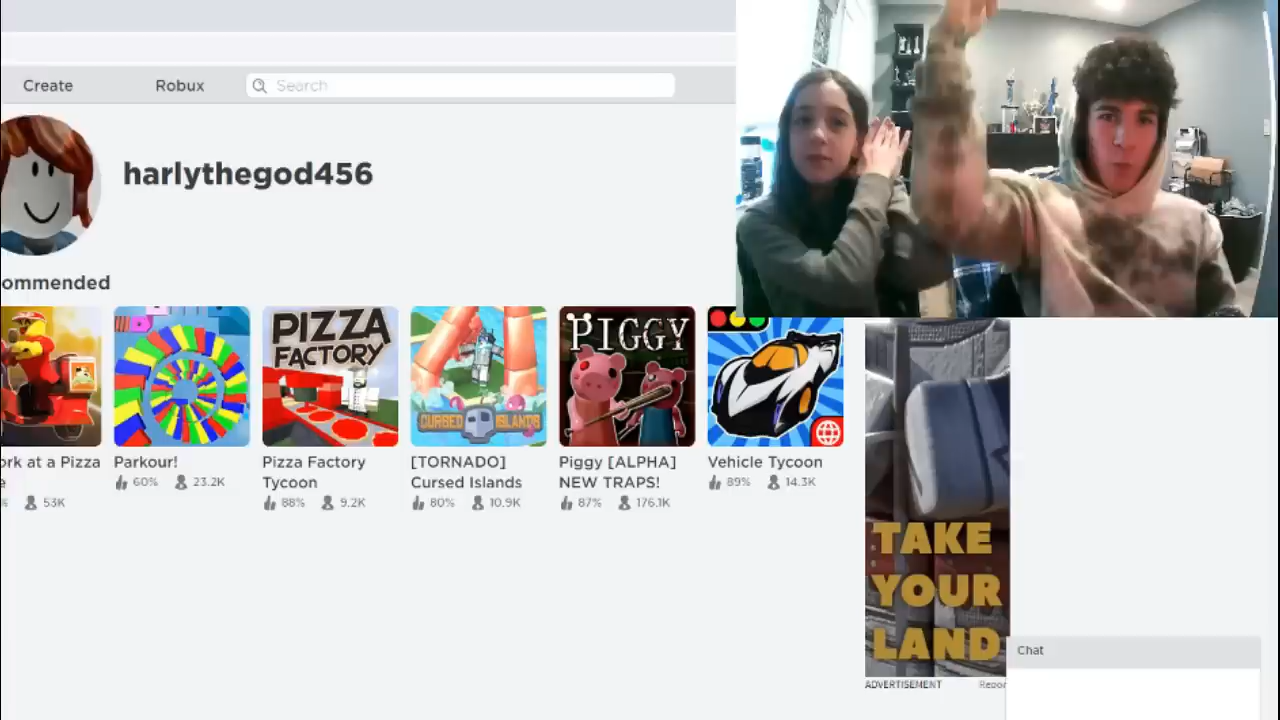 Create
Robux
Search
harlythegod456
ommended
PIZZA
FACTORY
CURSED ISLANDS
PIGGY
ork at a Pizza
e
53K
Parkour!
60% 23.2K
Pizza Factory
Tycoon
88% 9.2K
[TORNADO]
Cursed Islands
80% 10.9K
Piggy [ALPHA]
NEW TRAPS!
87% 176.1K
Vehicle Tycoon
89% 14.3K
TAKE
YOUR
LAND
ADVERTISEMENT
Repor
Chat